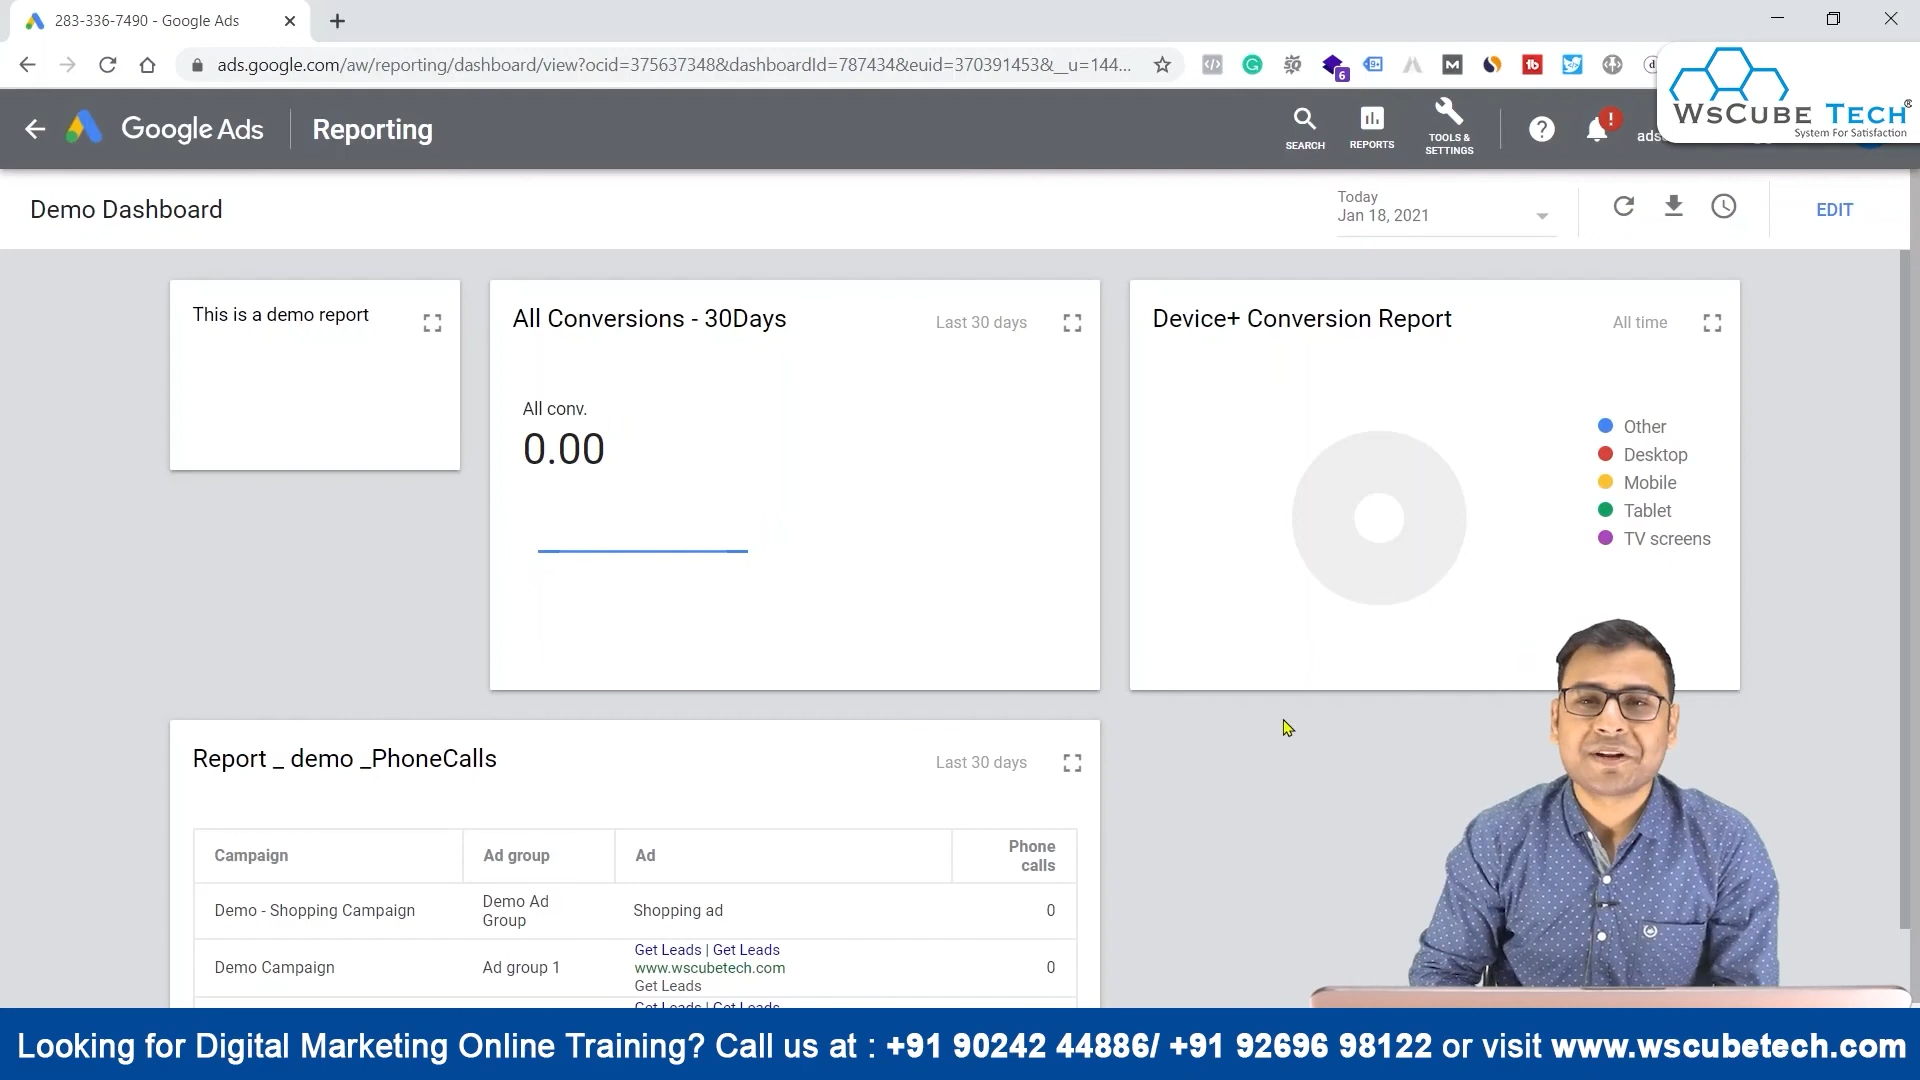 283-336-7490 - Google Ads
ads.google.com/aw/reporting/dashboard/view?ocid=375637348&dashboardId=787434&euid=370391453&__u=144...
6
WsCube Tech®
System For Satisfaction
Google Ads
Reporting
SEARCH
REPORTS
TOOLS &
SETTINGS
!
ads
Demo Dashboard
Today
Jan 18, 2021
EDIT
This is a demo report
All Conversions - 30Days
Last 30 days
All conv.
0.00
Device+ Conversion Report
All time
Other
Desktop
Mobile
Tablet
TV screens
Report _ demo _PhoneCalls
Last 30 days
Campaign Ad group Ad Phone calls
Demo - Shopping Campaign Demo Ad Group Shopping ad 0
Demo Campaign Ad group 1 Get Leads | Get Leads 0
www.wscubetech.com
Get Leads
Get Leads | Get Leads
Looking for Digital Marketing Online Training? Call us at : +91 90242 44886/ +91 92696 98122 or visit www.wscubetech.com